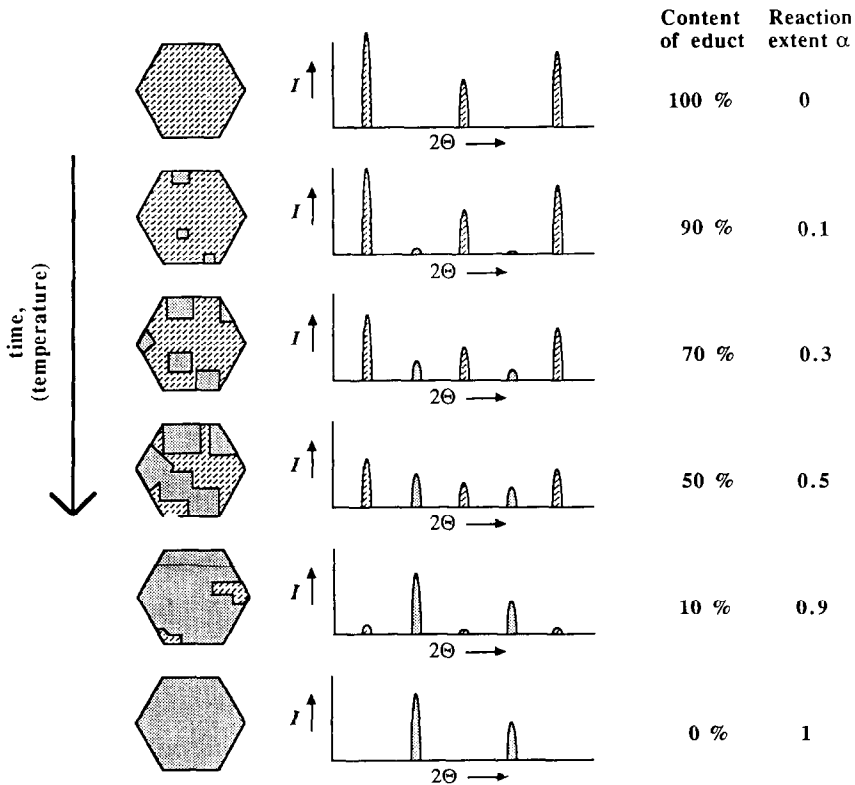 Content Reaction
of educt extent α
I
2Θ
100 % 0
I
2Θ
90 % 0.1
I
2Θ
70 % 0.3
time,
(temperature)
I
2Θ
50 % 0.5
I
2Θ
10 % 0.9
I
2Θ
0 % 1